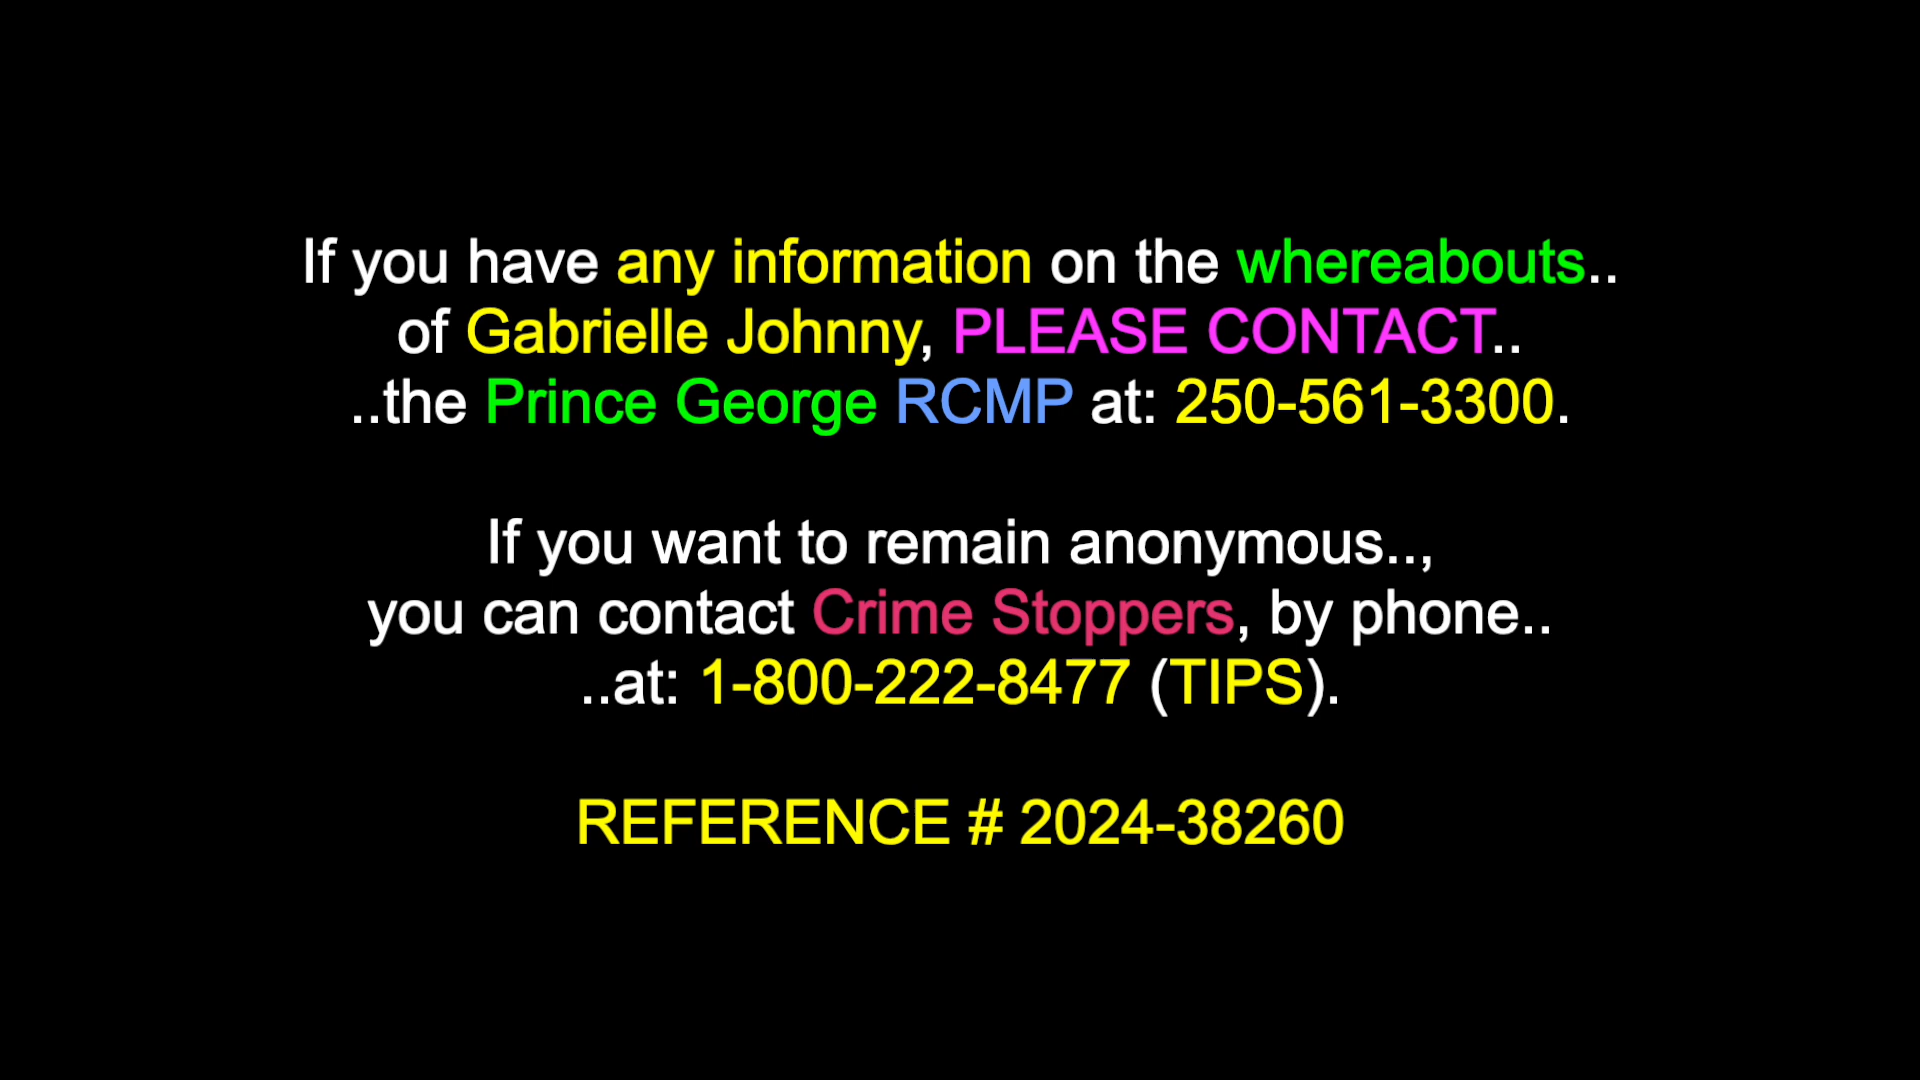 If you have any information on the whereabouts..
of Gabrielle Johnny, PLEASE CONTACT..
..the Prince George RCMP at: 250-561-3300.
If you want to remain anonymous..,
you can contact Crime Stoppers, by phone..
..at: 1-800-222-8477 (TIPS).
REFERENCE # 2024-38260